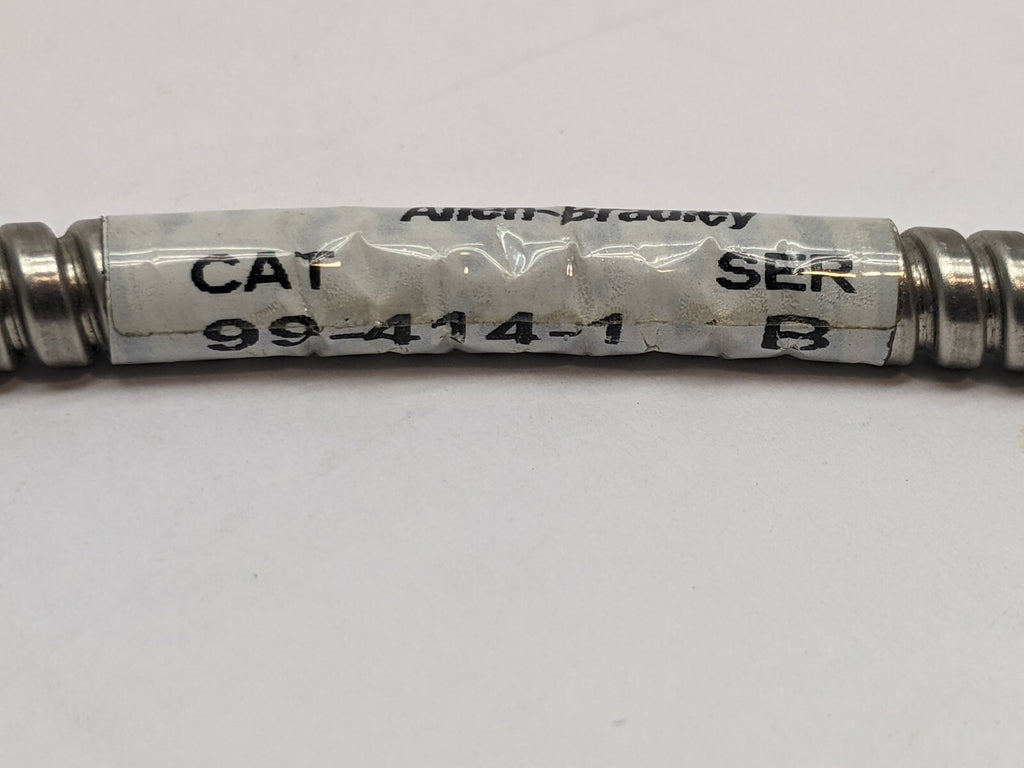 Allen-Bradley
CAT SER
99-414-1 B